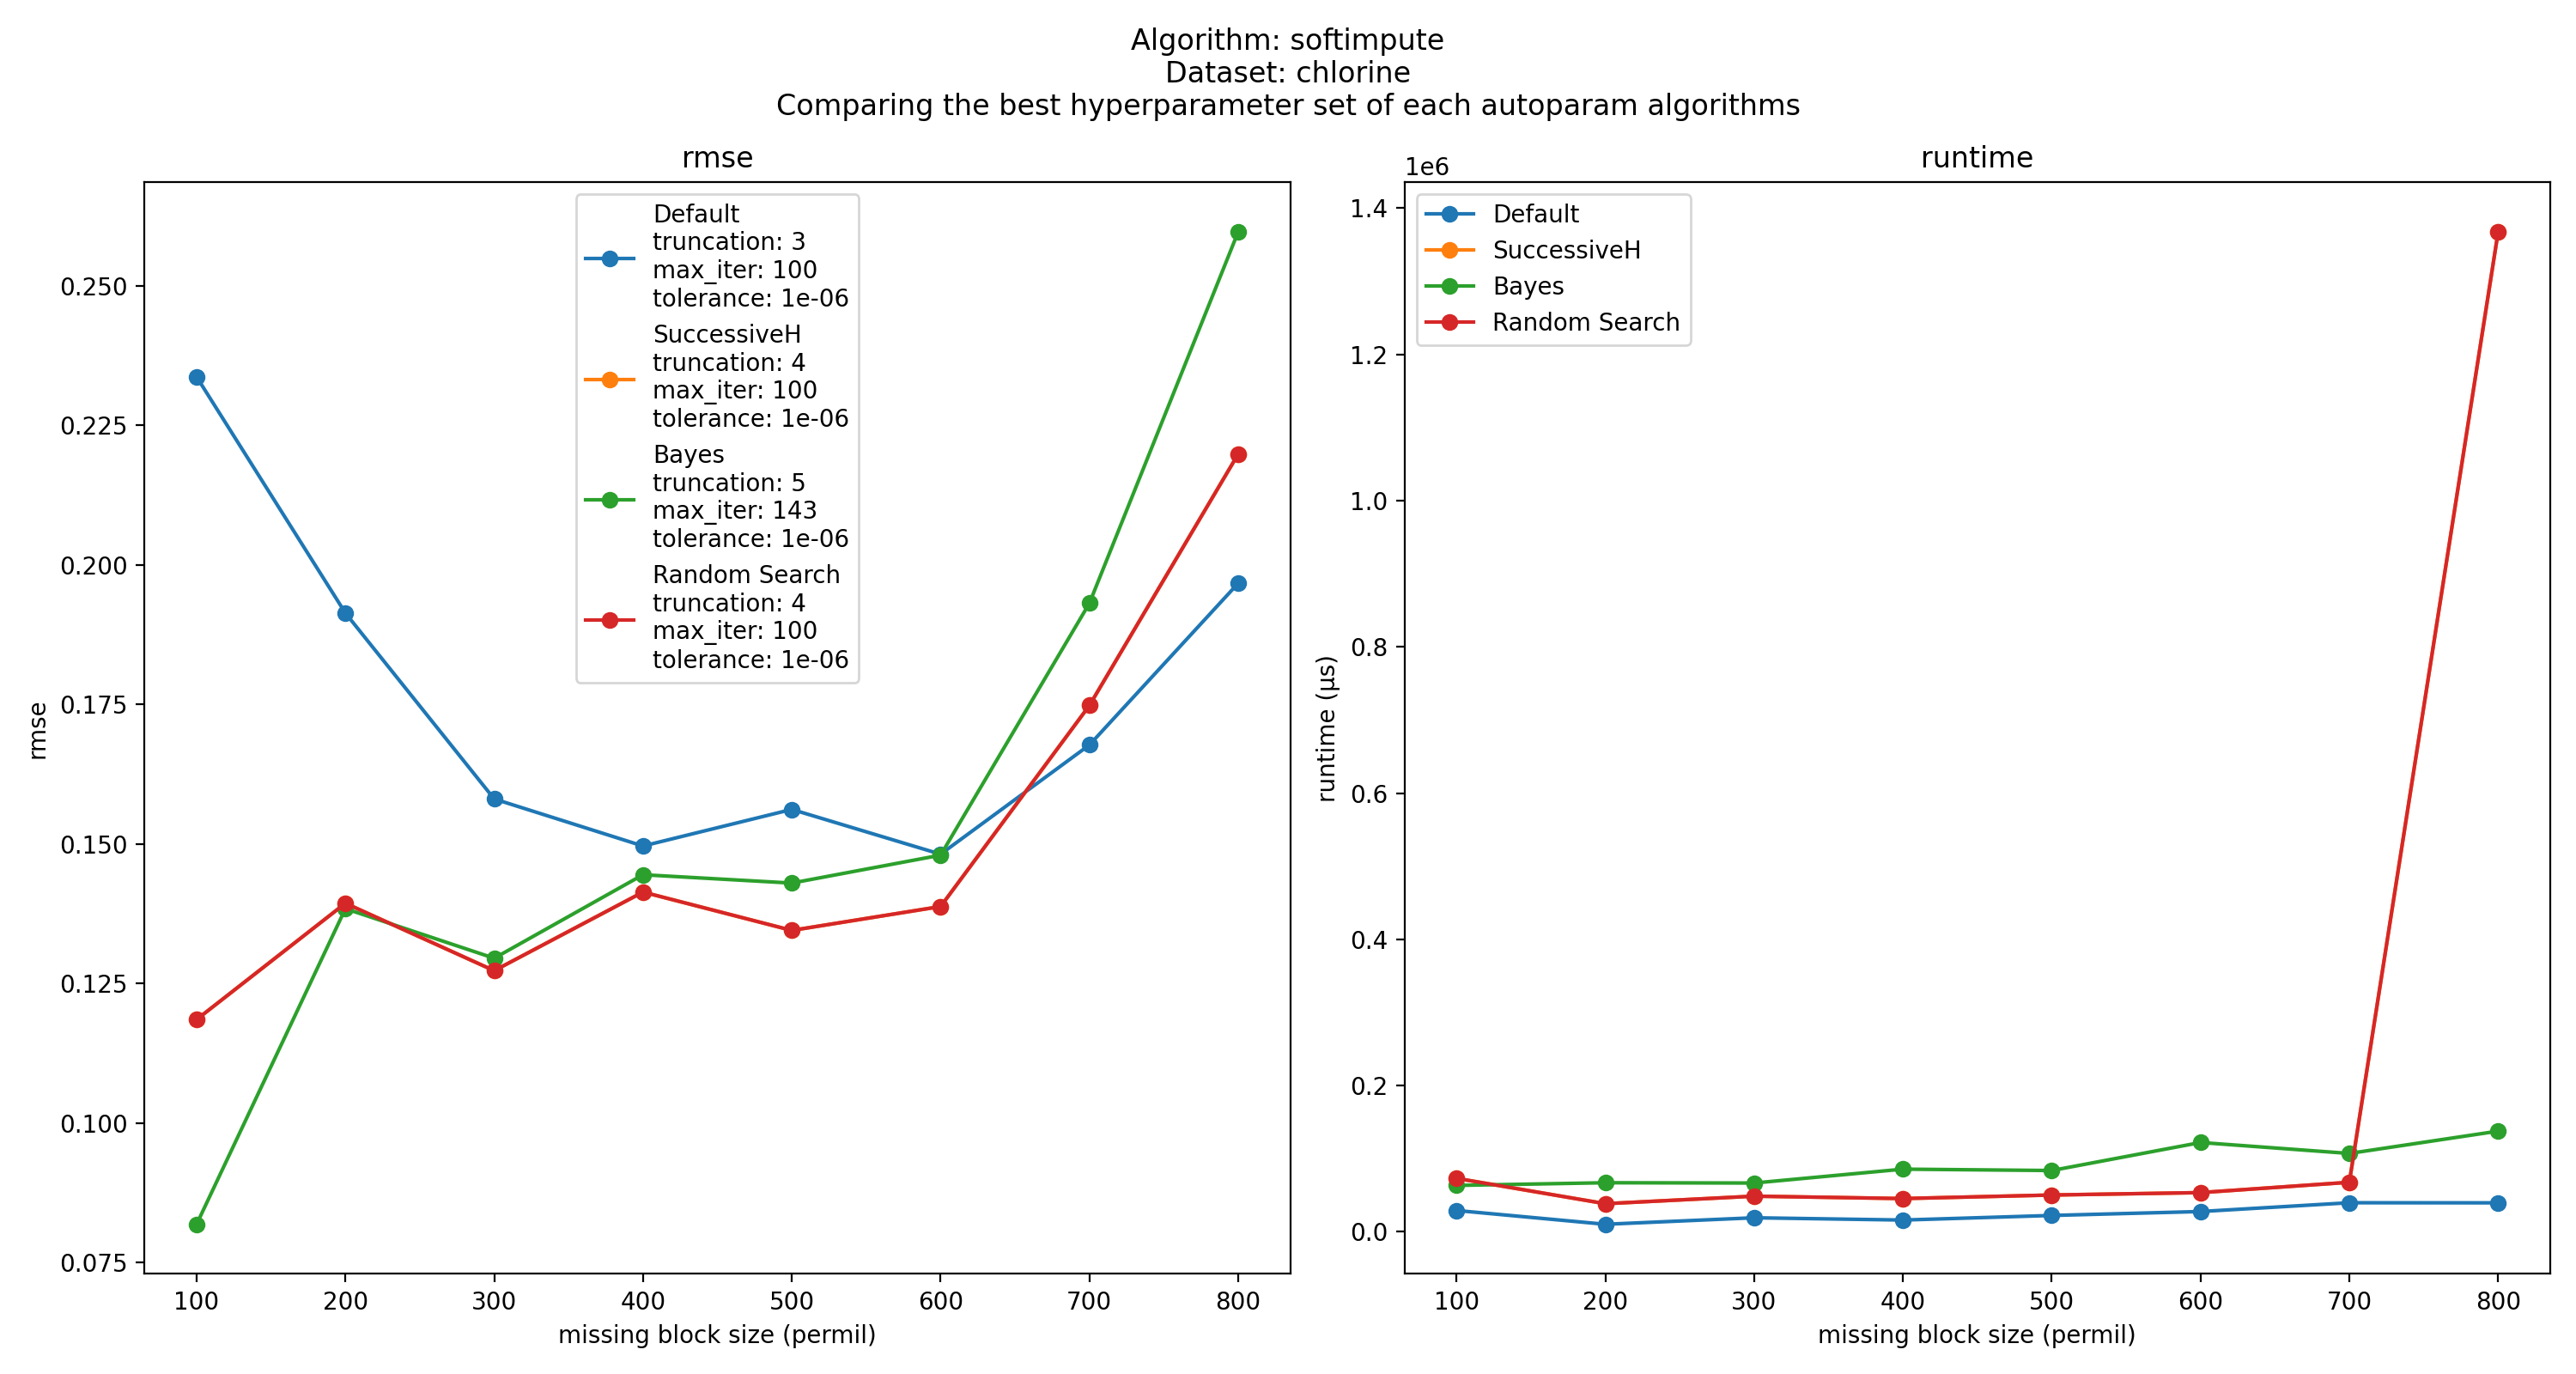 Algorithm: softimpute
Dataset: chlorine
Comparing the best hyperparameter set of each autoparam algorithms
rmse
Default
truncation: 3
max_iter: 100
tolerance: 1e-06
SuccessiveH
truncation: 4
max_iter: 100
tolerance: 1e-06
Bayes
truncation: 5
max_iter: 143
tolerance: 1e-06
Random Search
truncation: 4
max_iter: 100
tolerance: 1e-06
0.250
0.225
0.200
0.175
0.150
0.125
0.100
0.075
rmse
100 200 300 400 500 600 700 800
missing block size (permil)
runtime
1e6
Default
SuccessiveH
Bayes
Random Search
1.4
1.2
1.0
0.8
0.6
0.4
0.2
0.0
runtime (μs)
100 200 300 400 500 600 700 800
missing block size (permil)